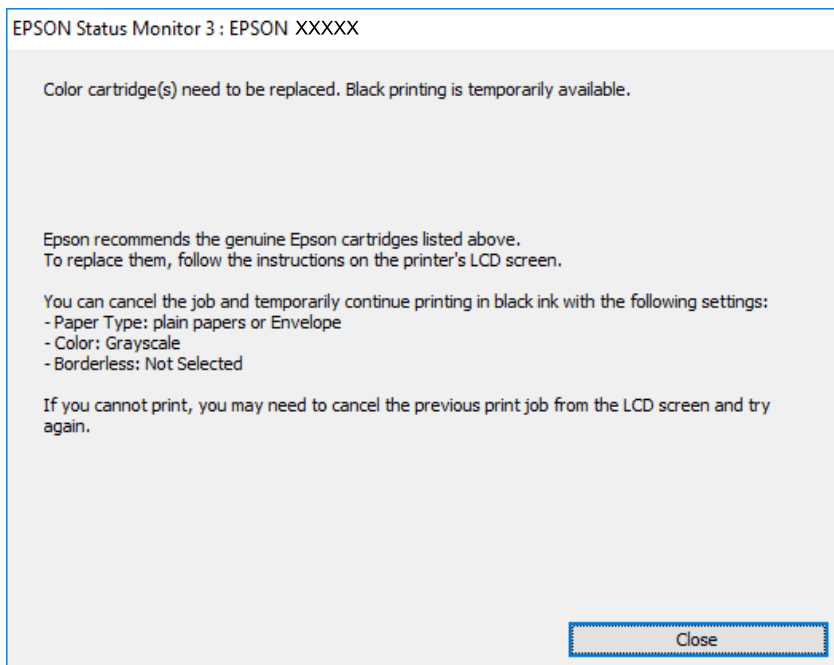 EPSON Status Monitor 3 : EPSON XXXXX
Color cartridge(s) need to be replaced. Black printing is temporarily available.
Epson recommends the genuine Epson cartridges listed above.
To replace them, follow the instructions on the printer's LCD screen.
You can cancel the job and temporarily continue printing in black ink with the following settings:
- Paper Type: plain papers or Envelope
- Color: Grayscale
- Borderless: Not Selected
If you cannot print, you may need to cancel the previous print job from the LCD screen and try
again.
Close